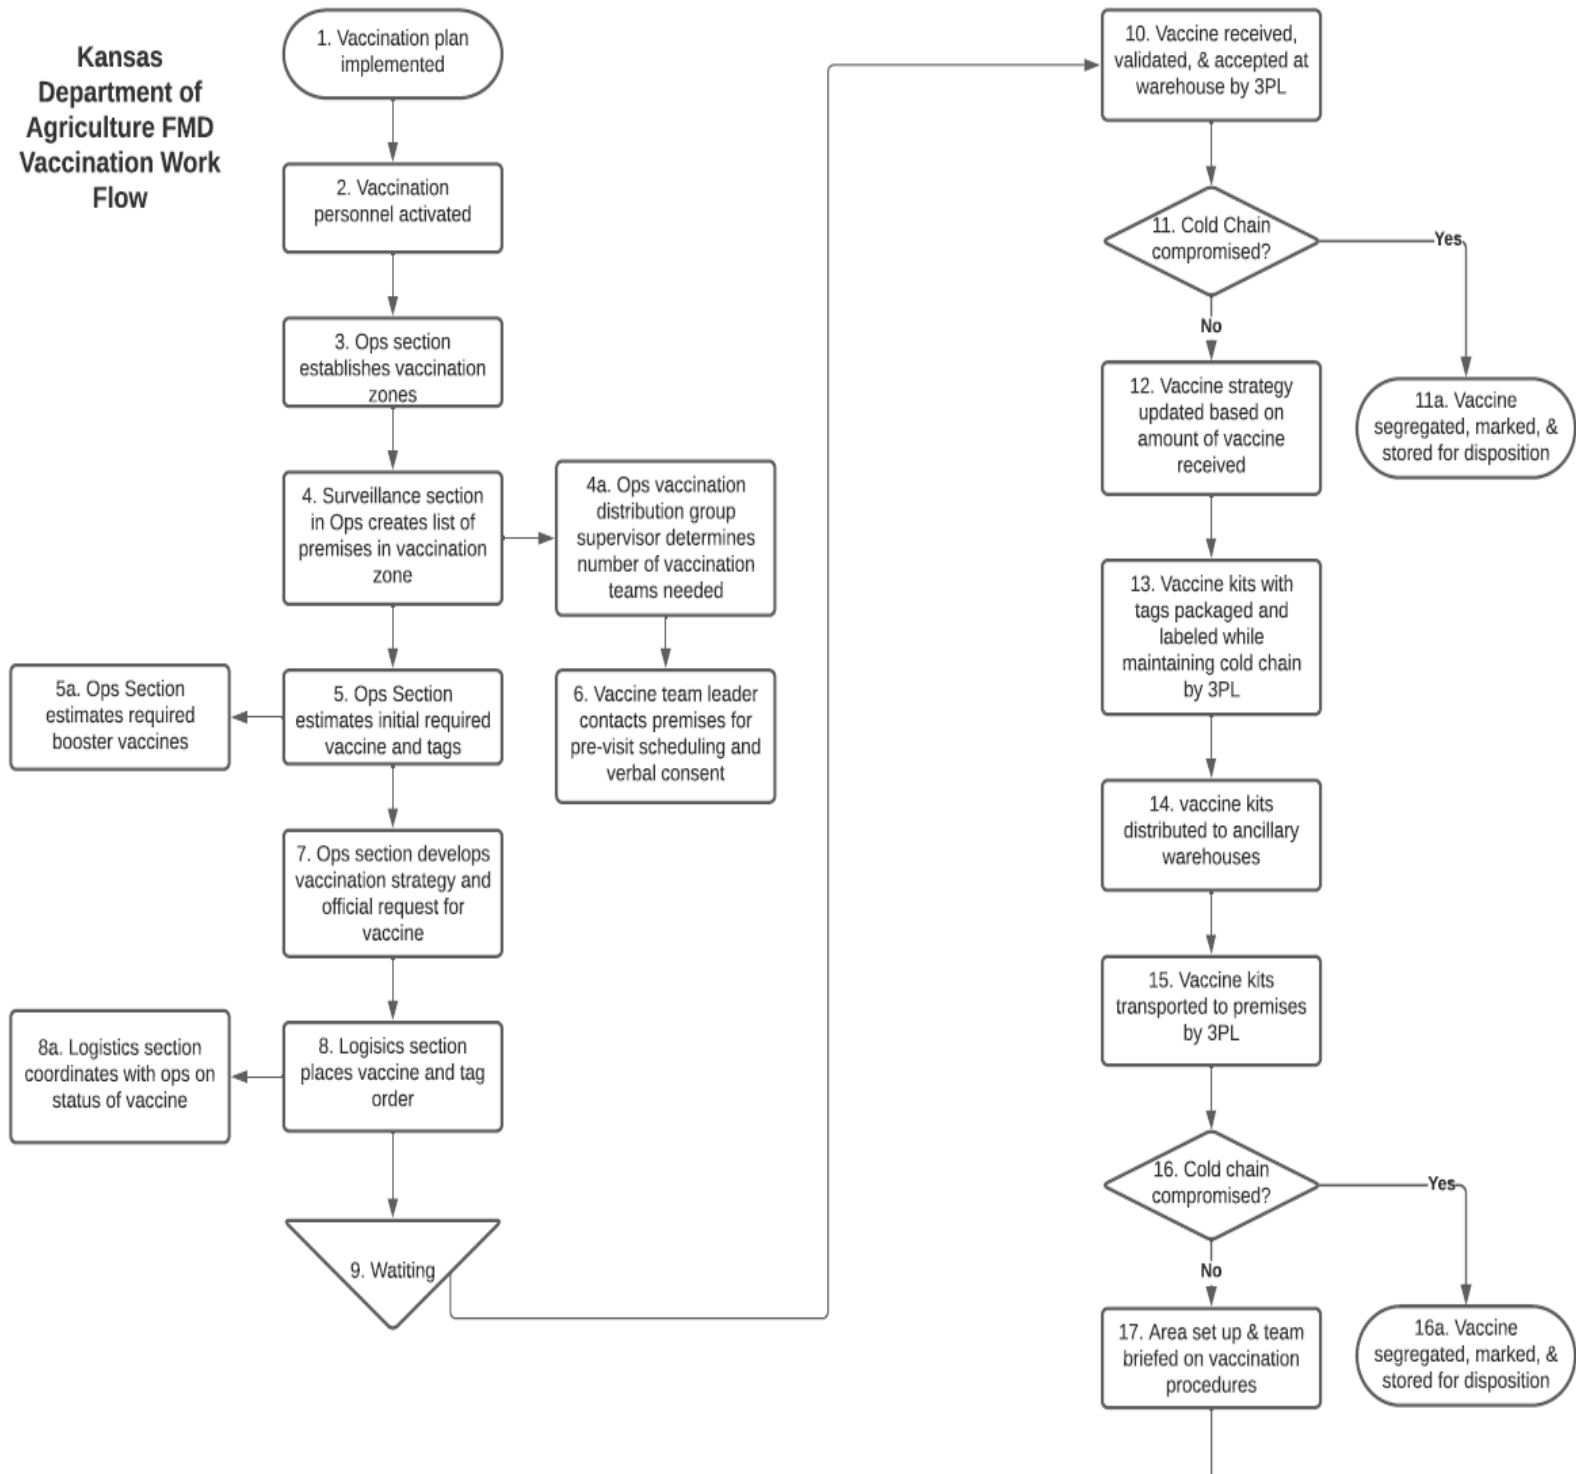 Kansas
Department of
Agriculture FMD
Vaccination Work
Flow
1. Vaccination plan
implemented
2. Vaccination
personnel activated
3. Ops section
establishes vaccination
zones
4. Surveillance section
in Ops creates list of
premises in vaccination
zone
4a. Ops vaccination
distribution group
supervisor determines
number of vaccination
teams needed
5a. Ops Section
estimates required
booster vaccines
5. Ops Section
estimates initial required
vaccine and tags
6. Vaccine team leader
contacts premises for
pre-visit scheduling and
verbal consent
7. Ops section develops
vaccination strategy and
official request for
vaccine
8a. Logistics section
coordinates with ops on
status of vaccine
8. Logisics section
places vaccine and tag
order
9. Watiting
10. Vaccine received,
validated, & accepted at
warehouse by 3PL
11. Cold Chain
compromised?
Yes
No
11a. Vaccine
segregated, marked, &
stored for disposition
12. Vaccine strategy
updated based on
amount of vaccine
received
13. Vaccine kits with
tags packaged and
labeled while
maintaining cold chain
by 3PL
14. vaccine kits
distributed to ancillary
warehouses
15. Vaccine kits
transported to premises
by 3PL
16. Cold chain
compromised?
Yes
No
16a. Vaccine
segregated, marked, &
stored for disposition
17. Area set up & team
briefed on vaccination
procedures